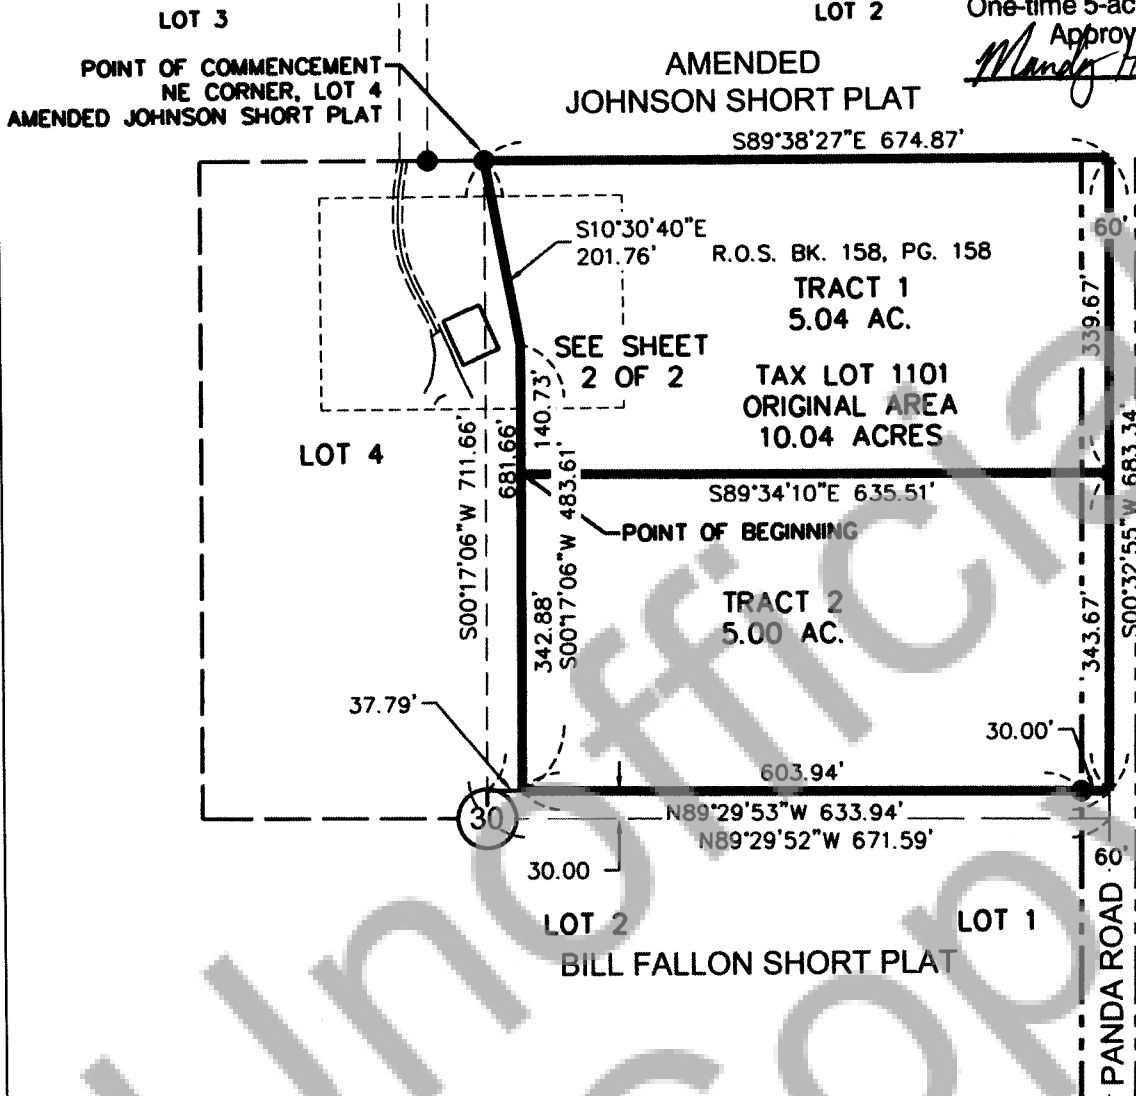 LOT 3
LOT 2
One-time 5-ac
Approv
POINT OF COMMENCEMENT
NE CORNER, LOT 4
AMENDED JOHNSON SHORT PLAT
AMENDED
JOHNSON SHORT PLAT
Mandy H
S89°38'27"E 674.87'
60'
S10°30'40"E
201.76'
R.O.S. BK. 158, PG. 158
TRACT 1
5.04 AC.
339.67'
SEE SHEET
2 OF 2
TAX LOT 1101
ORIGINAL AREA
10.04 ACRES
140.73'
LOT 4
S00°17'06"W 711.66'
681.66'
S00°17'06"W 483.61'
S89°34'10"E 635.51'
POINT OF BEGINNING
S00°32'55"W 683.34'
TRACT 2
5.00 AC.
342.88'
343.67'
37.79'
30.00'
603.94'
30
N89°29'53"W 633.94'
N89°29'52"W 671.59'
30.00
60'
LOT 2
LOT 1
BILL FALLON SHORT PLAT
PANDA ROAD
Unofficial